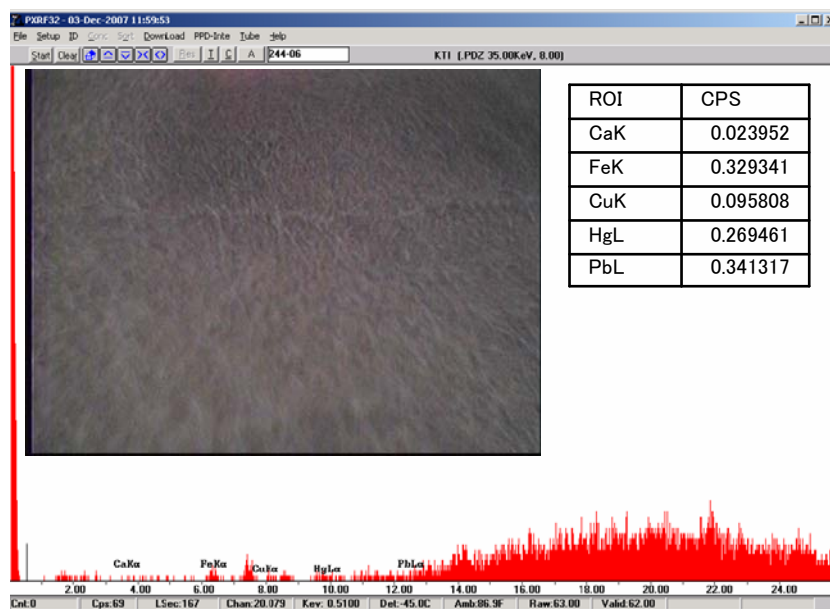 PXRF32 - 03-Dec-2007 11:59:53
File Setup ID Conc Sort DownLoad PPD-Inte Tube Help
Start Clear Res I C A 244-06 KTI (.PDZ 35.00KeV, 8.00)
ROI CPS
CaK 0.023952
FeK 0.329341
CuK 0.095808
HgL 0.269461
PbL 0.341317
CaKα FeKα CuKα HgLα PbLα
2.00 4.00 6.00 8.00 10.00 12.00 14.00 16.00 18.00 20.00 22.00 24.00
Cnt:0 Cps:69 LSec:167 Chan:20.079 Kev: 0.5100 Det:-45.0C Amb:86.9F Raw:63.00 Valid:62.00